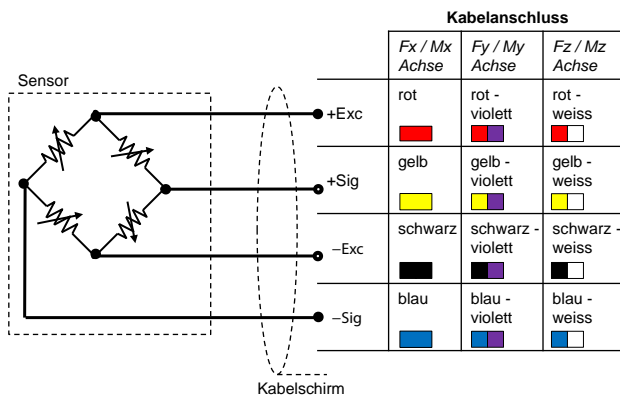 Kabelanschluss
Fx / Mx
Achse
Fy / My
Achse
Fz / Mz
Achse
Sensor
+Exc
rot
rot -
violett
rot -
weiss
+Sig
gelb
gelb -
violett
gelb -
weiss
−Exc
schwarz
schwarz -
violett
schwarz -
weiss
−Sig
blau
blau -
violett
blau -
weiss
Kabelschirm